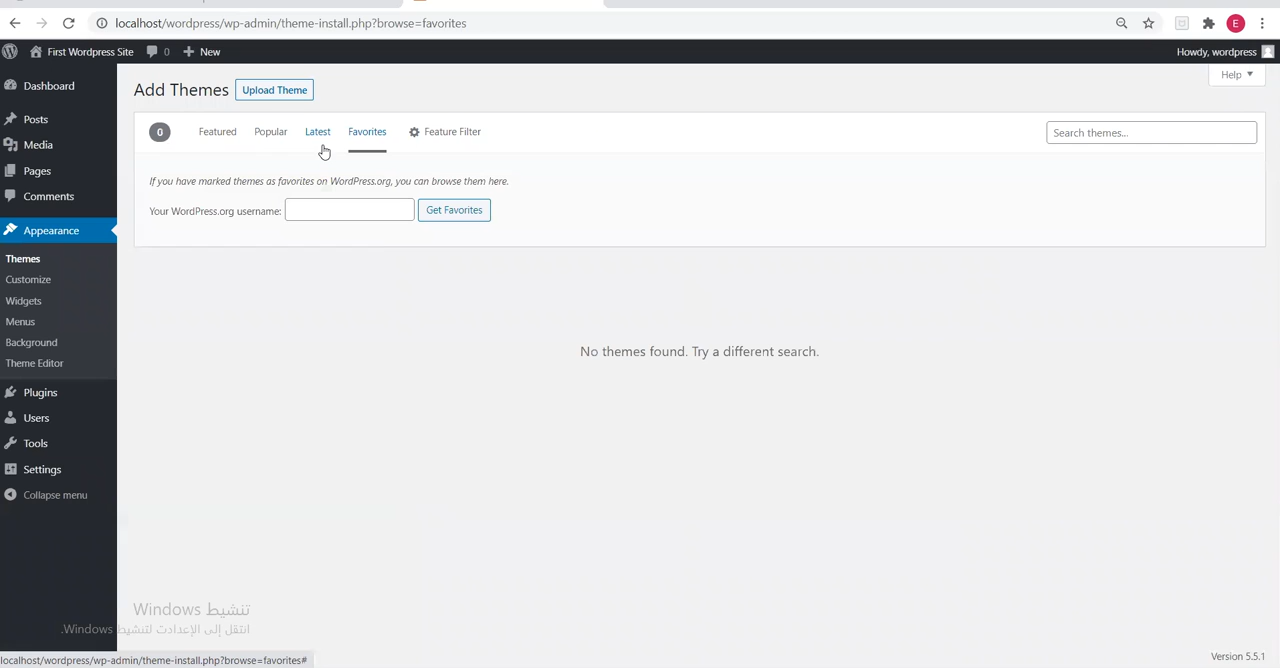 localhost/wordpress/wp-admin/theme-install.php?browse=favorites
E
First Wordpress Site 0 New
Howdy, wordpress
Dashboard
Posts
Media
Pages
Comments
Appearance
Themes
Customize
Widgets
Menus
Background
Theme Editor
Plugins
Users
Tools
Settings
Collapse menu
Help
Add Themes Upload Theme
0 Featured Popular Latest Favorites Feature Filter
Search themes...
If you have marked themes as favorites on WordPress.org, you can browse them here.
Your WordPress.org username: Get Favorites
No themes found. Try a different search.
تنشيط Windows
انتقل إلى الإعدادت لتنشيط Windows.
localhost/wordpress/wp-admin/theme-install.php?browse=favorites#
Version 5.5.1